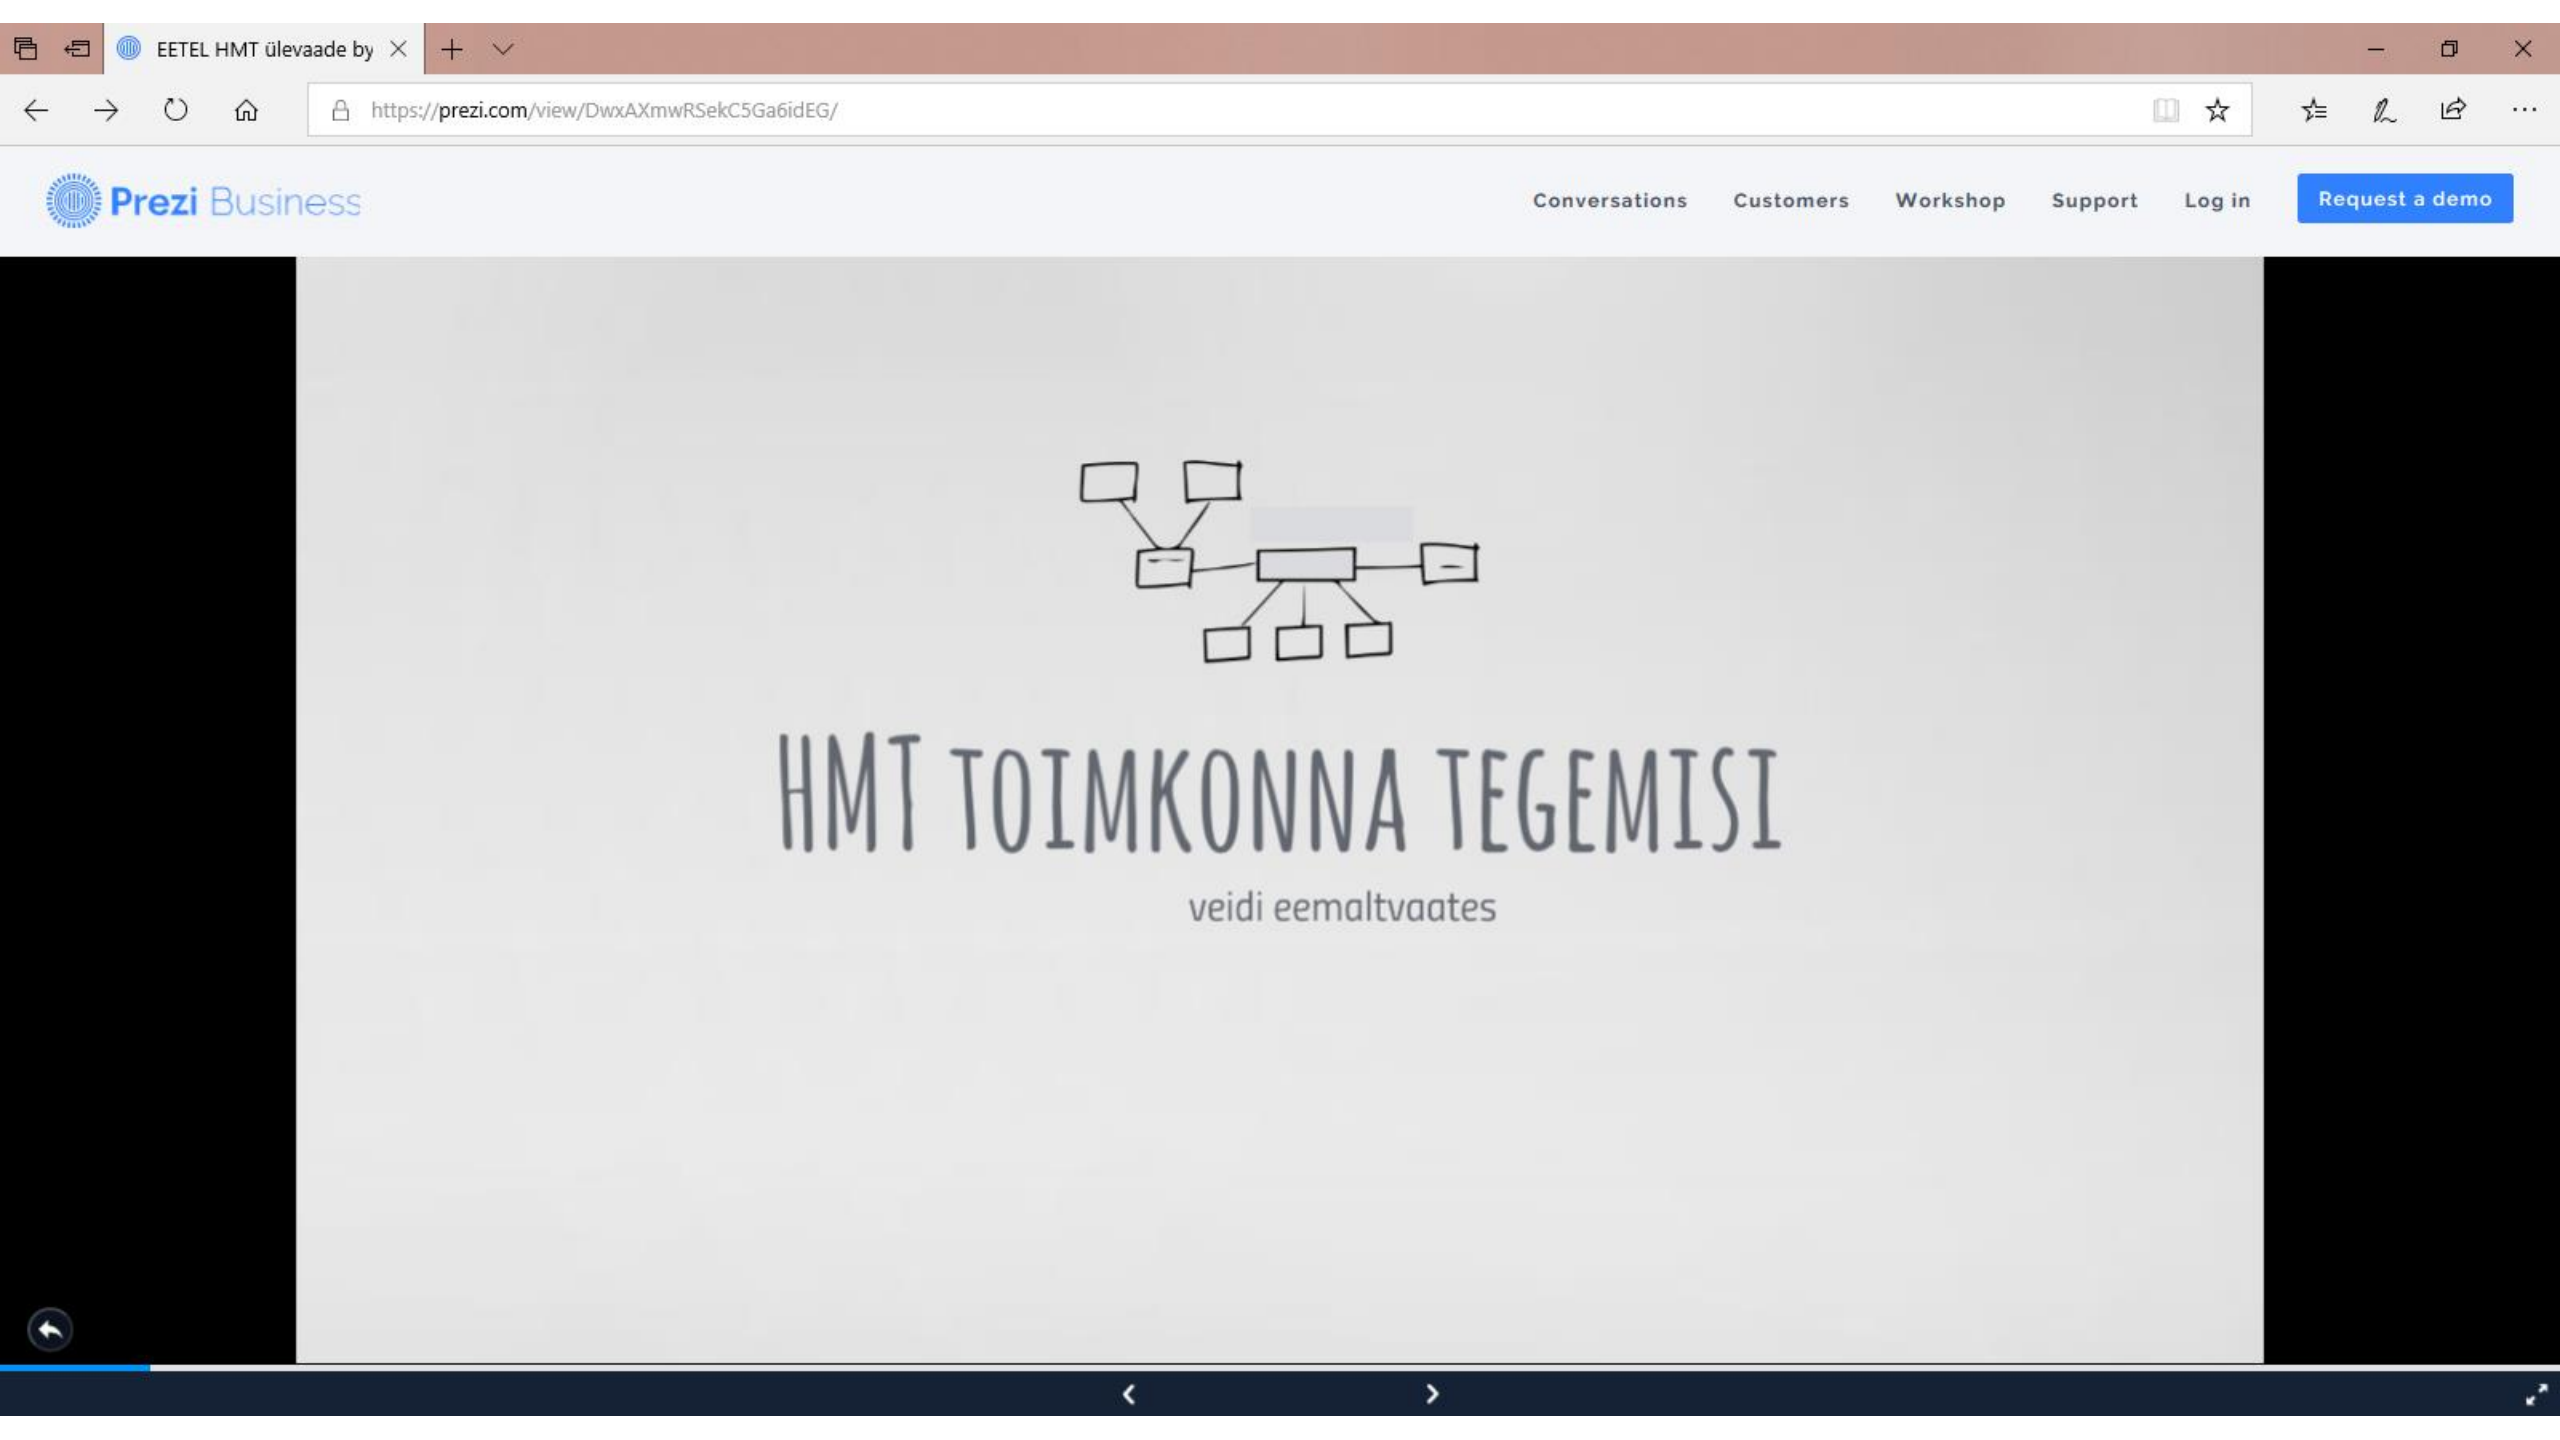 EETEL HMT ülevaade by
https://prezi.com/view/DwxAXmwRSekC5Ga6idEG/
Prezi Business
Conversations Customers Workshop Support Log in Request a demo
HMT TOIMKONNA TEGEMISI
veidi eemaltvaates